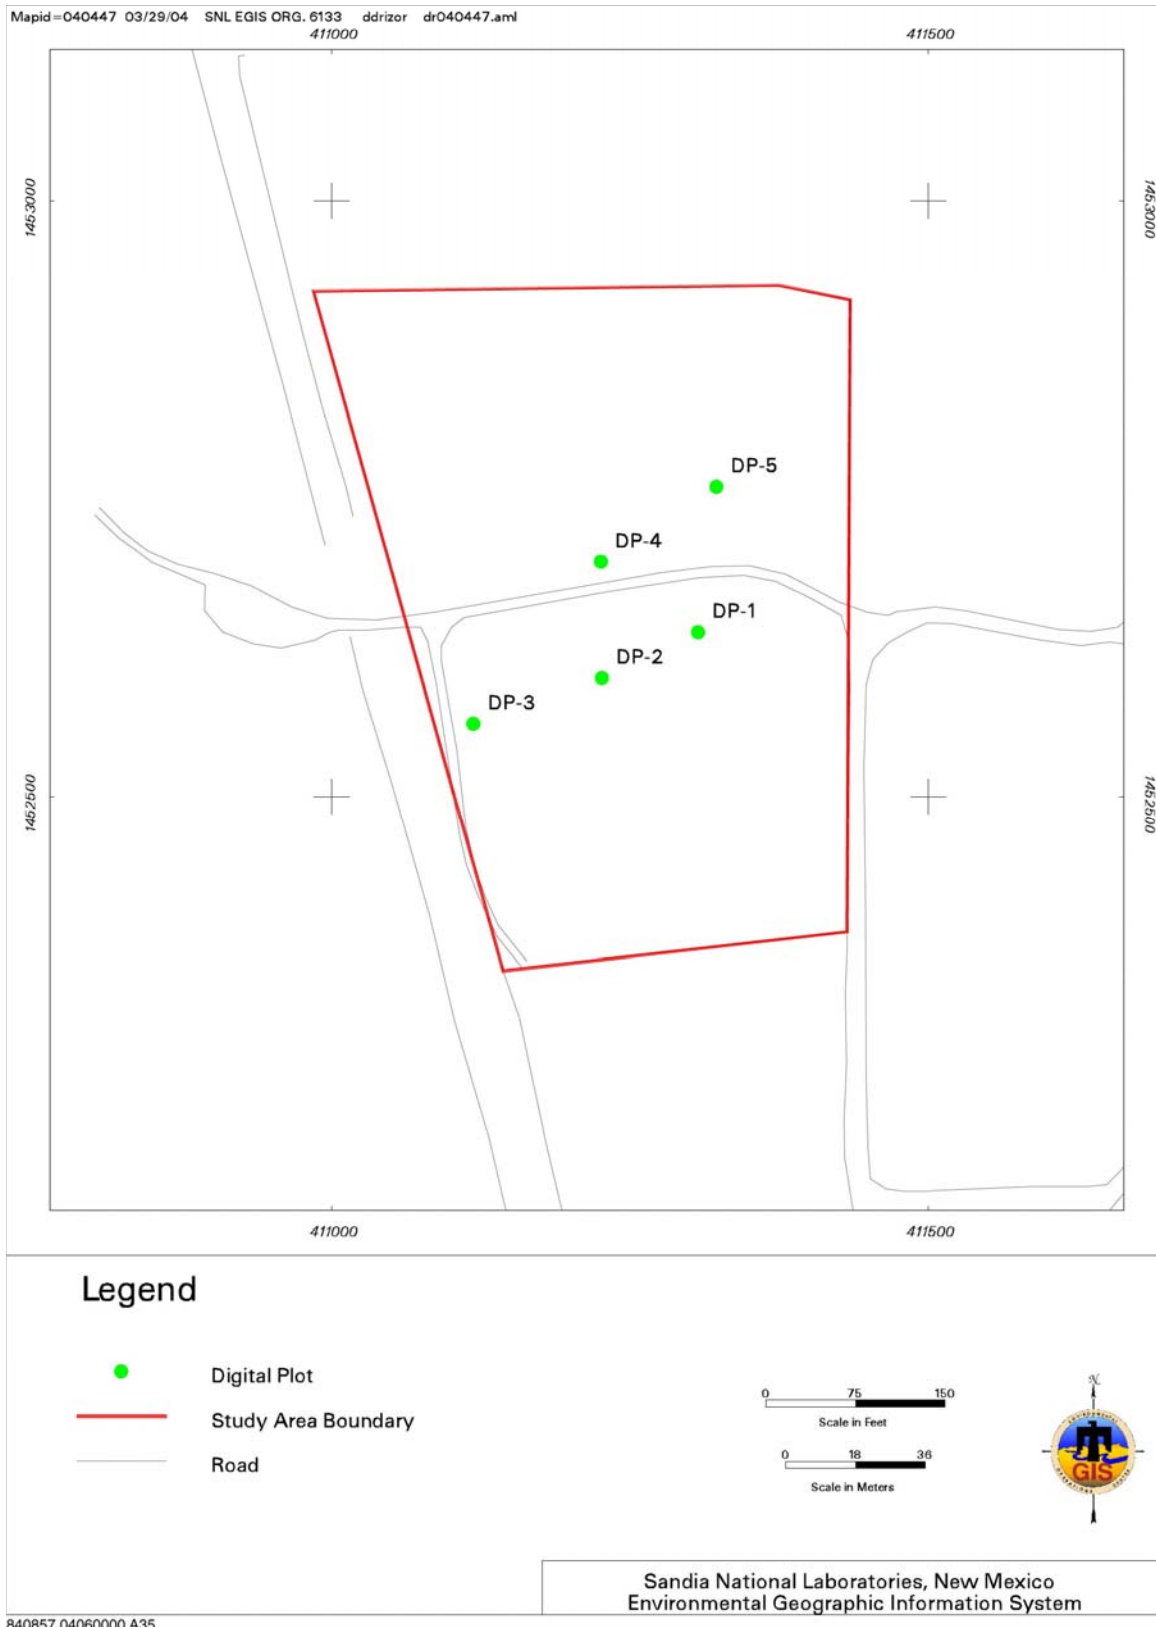 Mapid=040447 03/29/04 SNL EGIS ORG. 6133 ddrizor dr040447.aml
411000 411500
1453000 1453000
DP-5
DP-4
DP-1
DP-2
DP-3
1452500 1452500
411000 411500
Legend
Digital Plot
Study Area Boundary
Road
0 75 150
Scale in Feet
0 18 36
Scale in Meters
N
GIS
Sandia National Laboratories, New Mexico
Environmental Geographic Information System
840857.04060000 A35